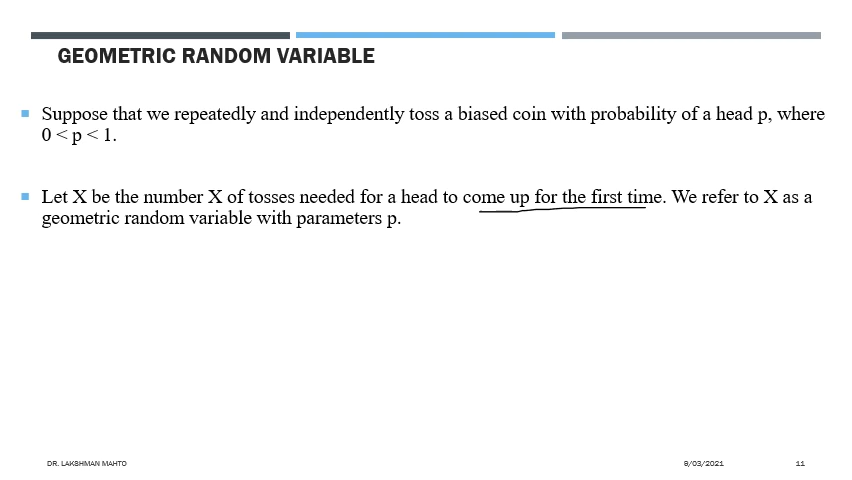 GEOMETRIC RANDOM VARIABLE
Suppose that we repeatedly and independently toss a biased coin with probability of a head p, where
0 < p < 1.
Let X be the number X of tosses needed for a head to come up for the first time. We refer to X as a
geometric random variable with parameters p.
DR. LAKSHMAN MAHTO
9/03/2021
11